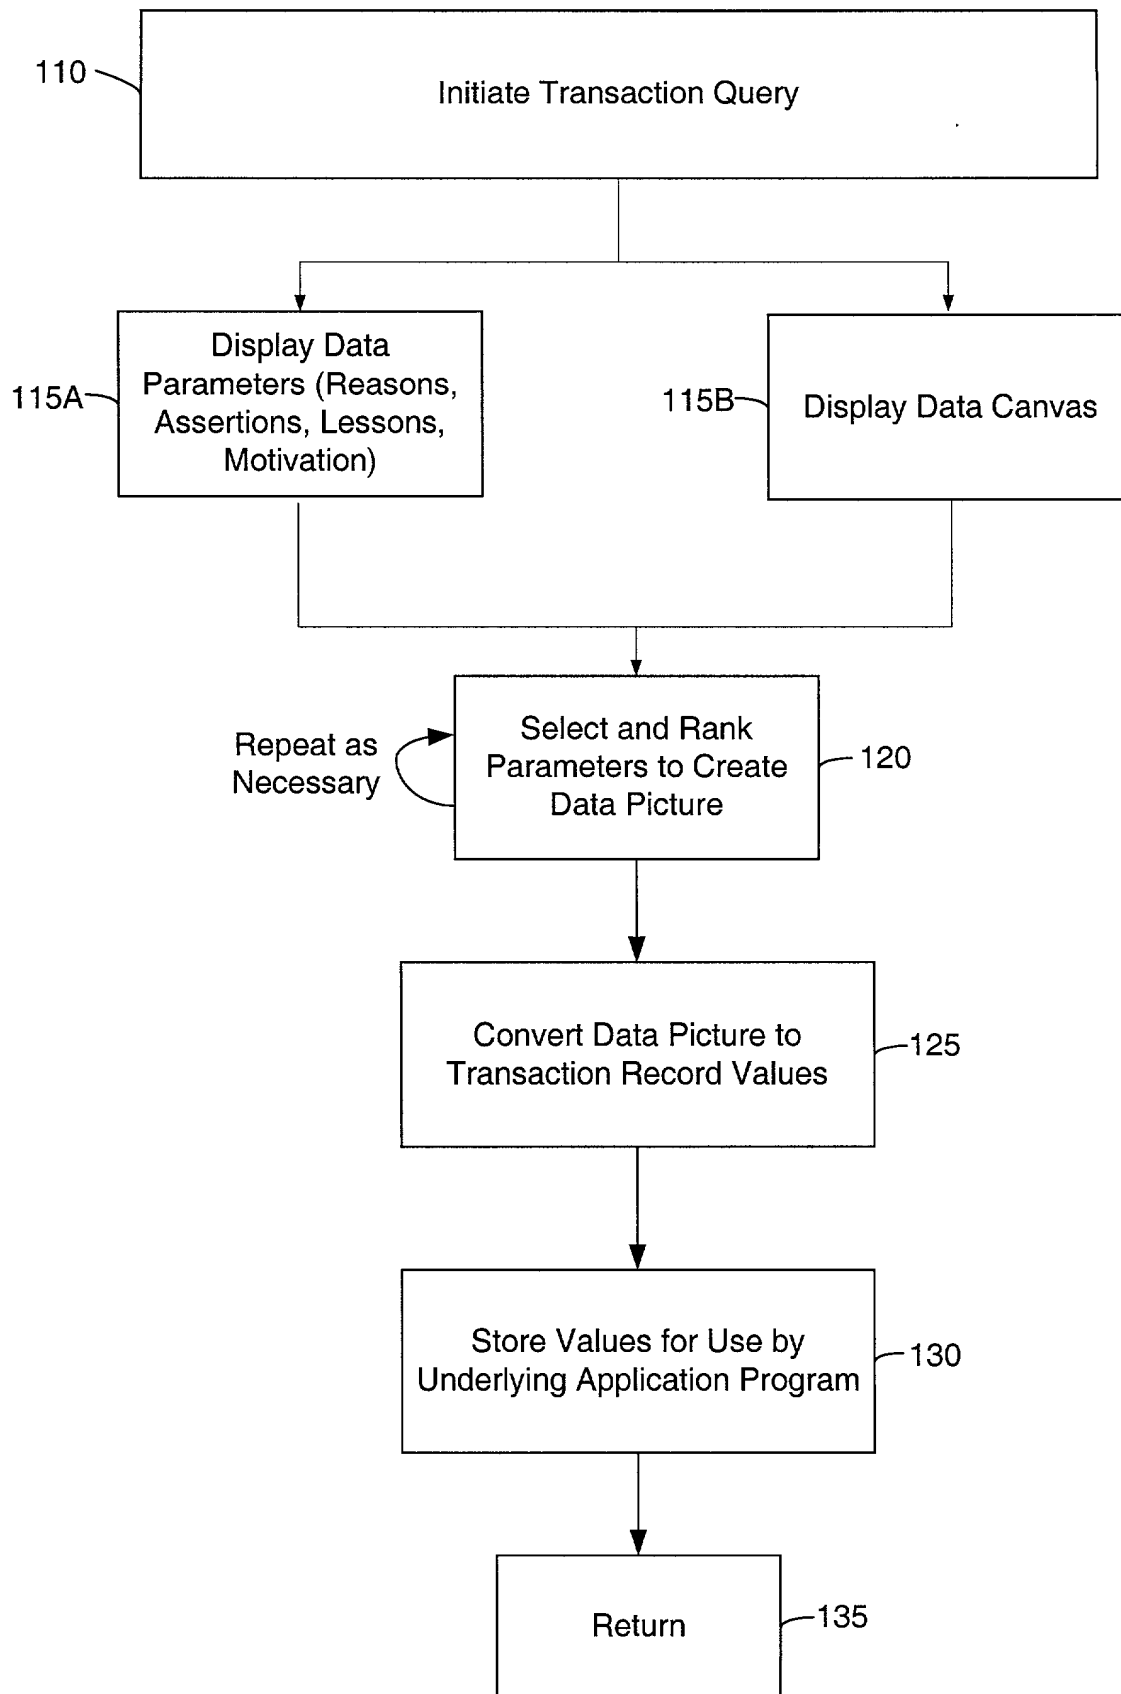 110
Initiate Transaction Query
115A
Display Data
Parameters (Reasons,
Assertions, Lessons,
Motivation)
115B
Display Data Canvas
Repeat as
Necessary
Select and Rank
Parameters to Create
Data Picture
120
Convert Data Picture to
Transaction Record Values
125
Store Values for Use by
Underlying Application Program
130
Return
135